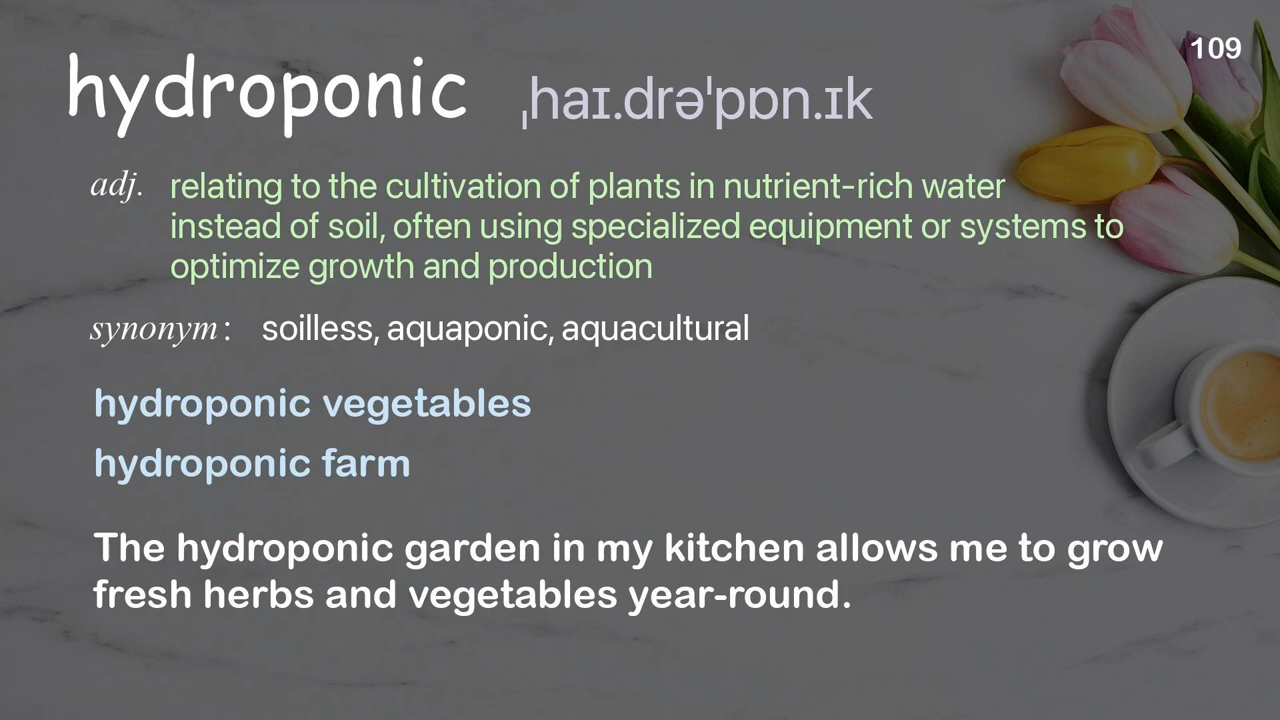 109
hydroponic ˌhaɪ.drəˈpɒn.ɪk
adj. relating to the cultivation of plants in nutrient-rich water
instead of soil, often using specialized equipment or systems to
optimize growth and production
synonym: soilless, aquaponic, aquacultural
hydroponic vegetables
hydroponic farm
The hydroponic garden in my kitchen allows me to grow
fresh herbs and vegetables year-round.